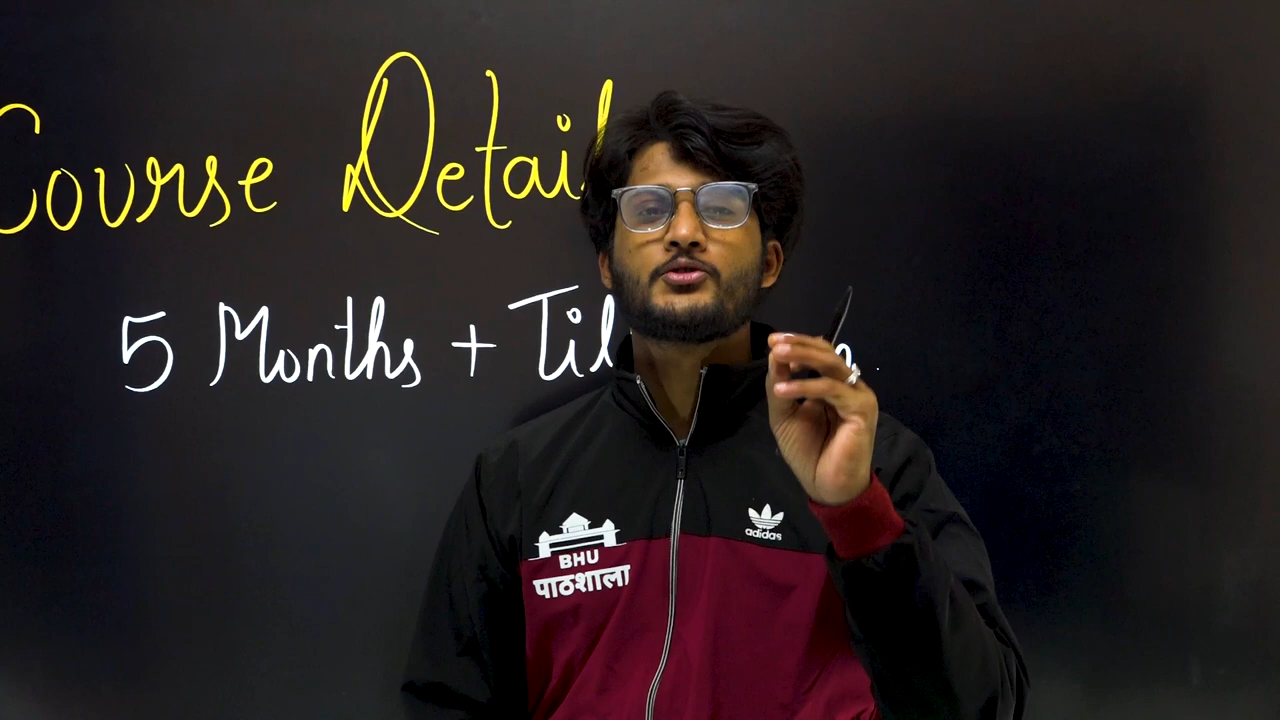 Course Detail
5 Months + Til
adidas
BHU
पाठशाला